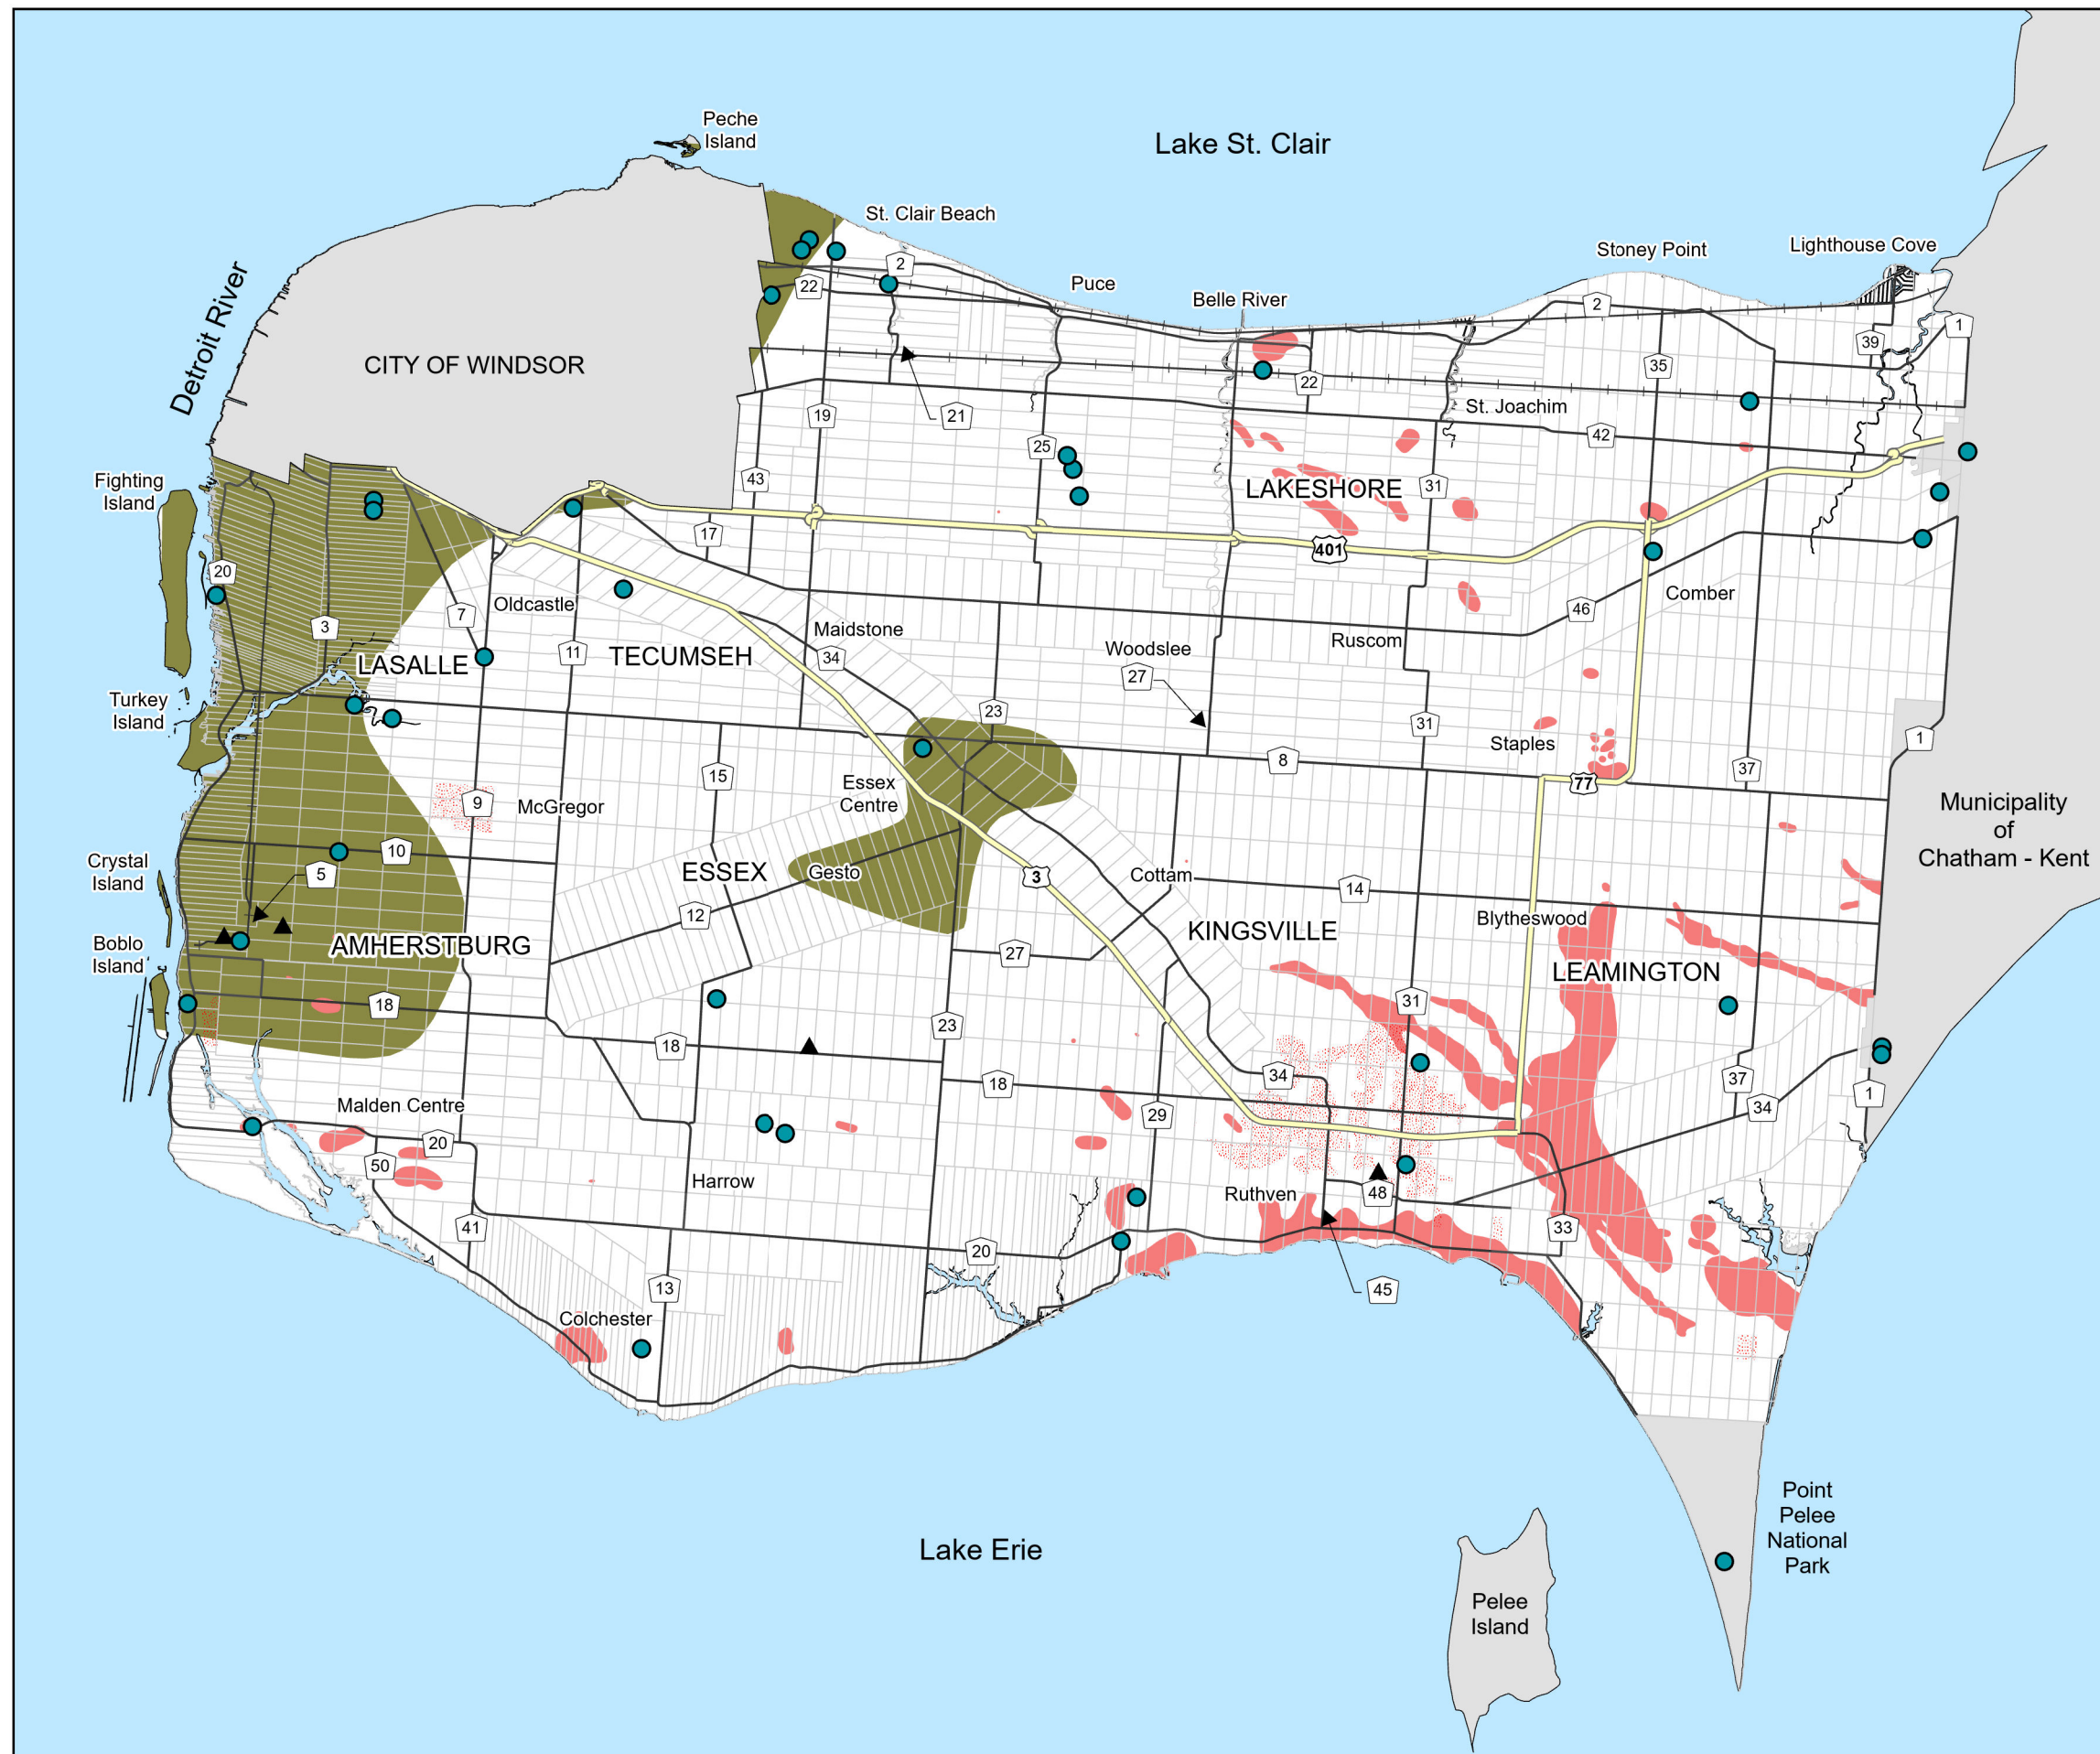 Peche
Island
Lake St. Clair
St. Clair Beach
Lighthouse Cove
Stoney Point
2
22
Puce
Belle River
2
1
39
Detroit River
CITY OF WINDSOR
35
22
21
19
St. Joachim
42
25
43
Fighting
Island
LAKESHORE
31
17
401
20
Comber
46
Oldcastle
7
3
Maidstone
Ruscom
Woodslee
11
TECUMSEH
34
LASALLE
27
Turkey
Island
23
31
1
Staples
8
37
15
77
Essex
Centre
9
McGregor
Municipality
of
Chatham - Kent
10
Crystal
Island
5
ESSEX
Gesto
3
Cottam
14
12
Blytheswood
KINGSVILLE
AMHERSTBURG
Boblo
Island
27
LEAMINGTON
31
18
23
18
34
18
37
1
Malden Centre
34
29
20
50
Harrow
Ruthven
48
41
33
20
13
45
Colchester
Point
Pelee
National
Park
Lake Erie
Pelee
Island